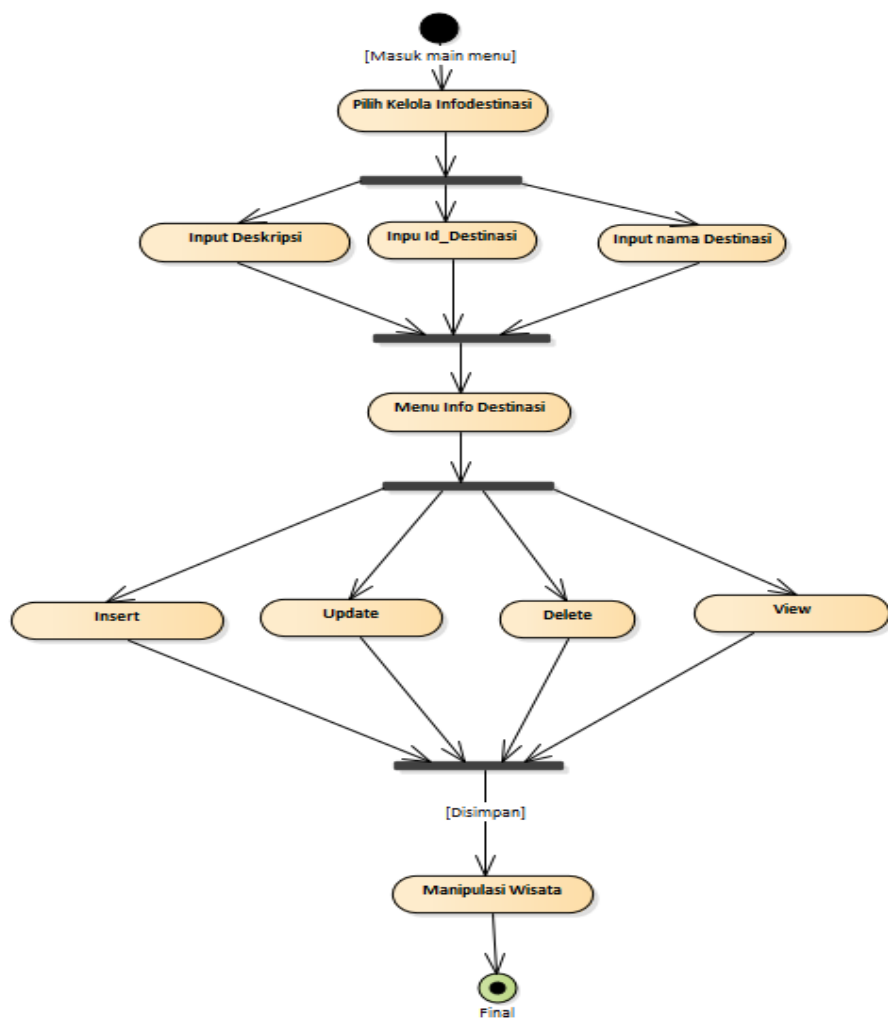 [Masuk main menu]
Pilih Kelola Infodestinasi
Input Deskripsi
Inpu Id_Destinasi
Input nama Destinasi
Menu Info Destinasi
Insert
Update
Delete
View
[Disimpan]
Manipulasi Wisata
Final